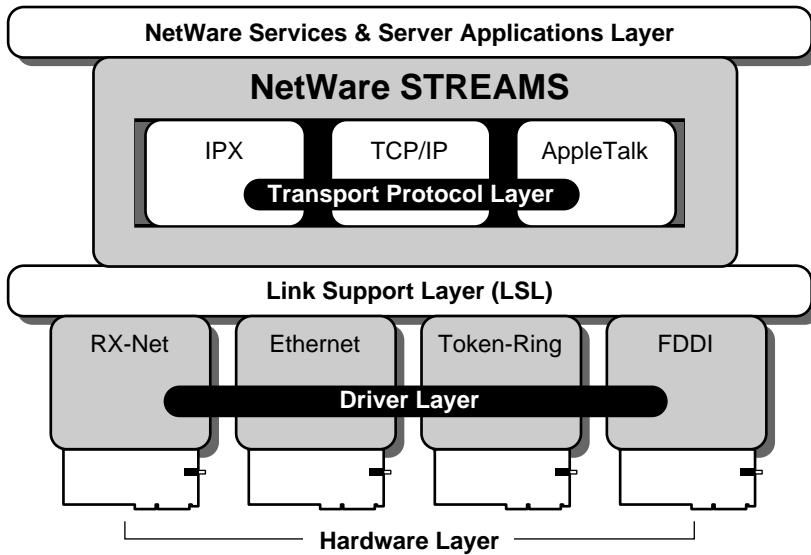 NetWare Services & Server Applications Layer
NetWare STREAMS
IPX
TCP/IP
AppleTalk
Transport Protocol Layer
Link Support Layer (LSL)
RX-Net
Ethernet
Token-Ring
FDDI
Driver Layer
Hardware Layer